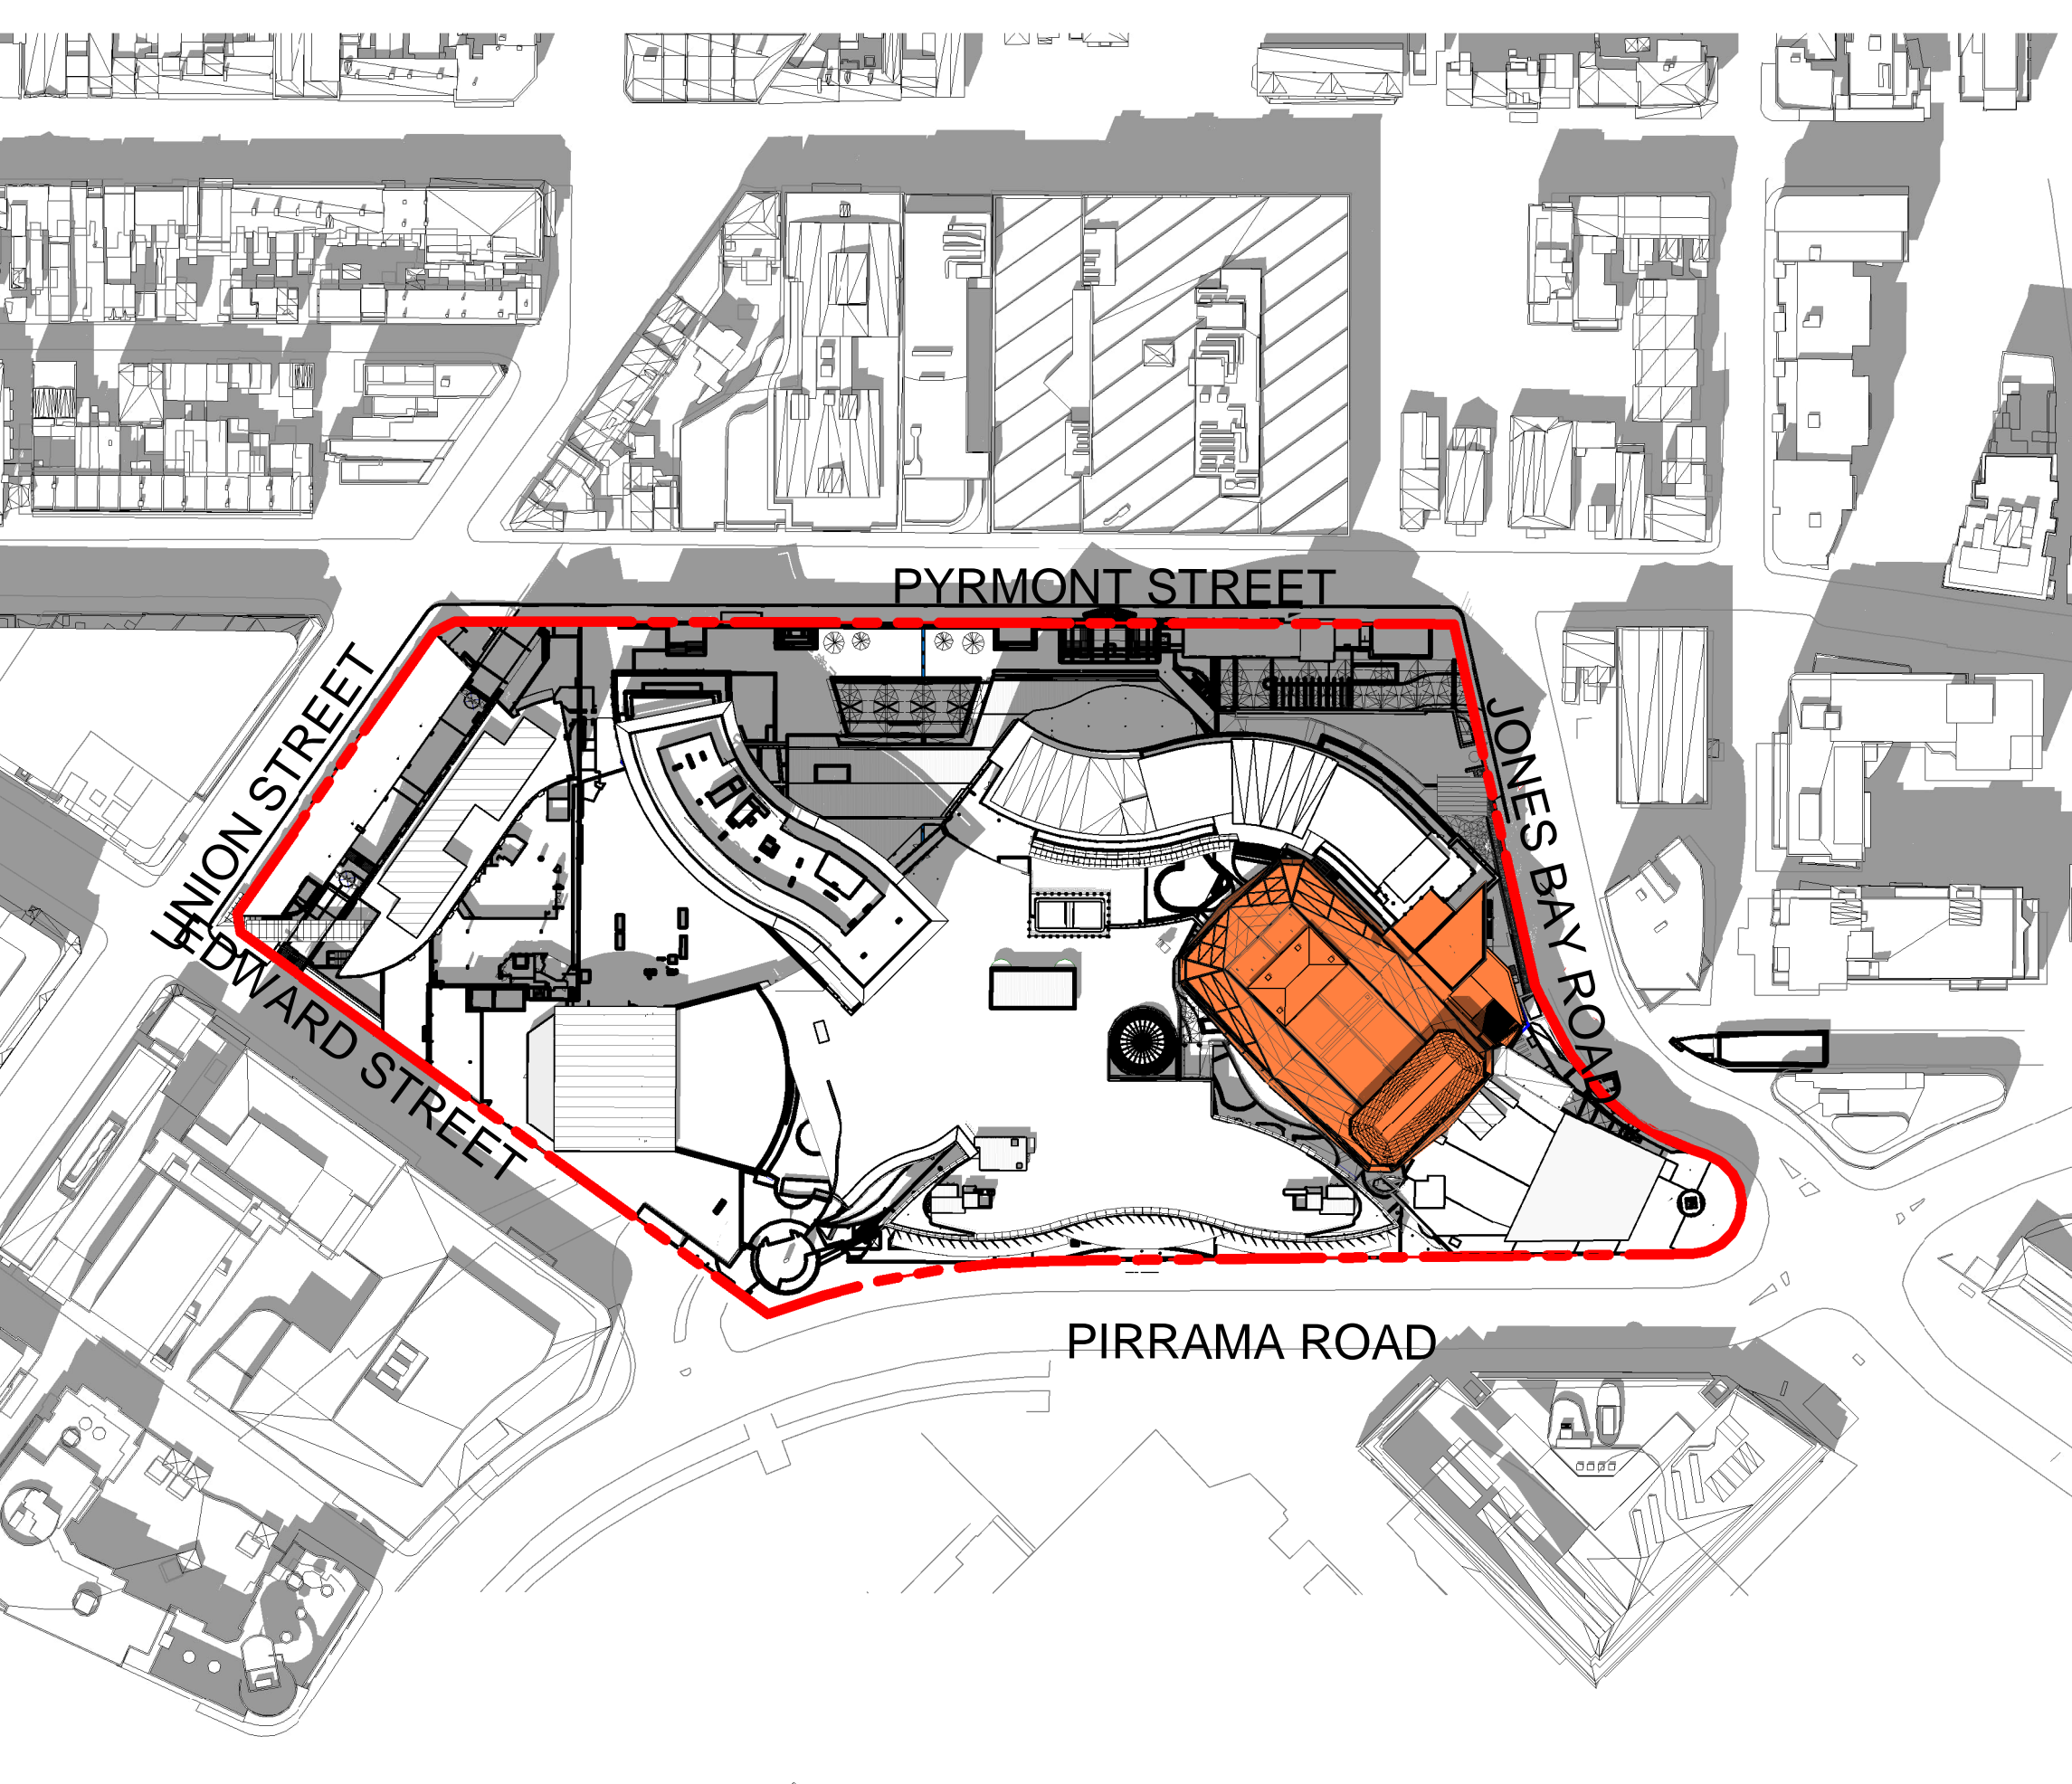 PYRMONT STREET
UNION STREET
JONES BAY ROAD
EDWARD STREET
PIRRAMA ROAD